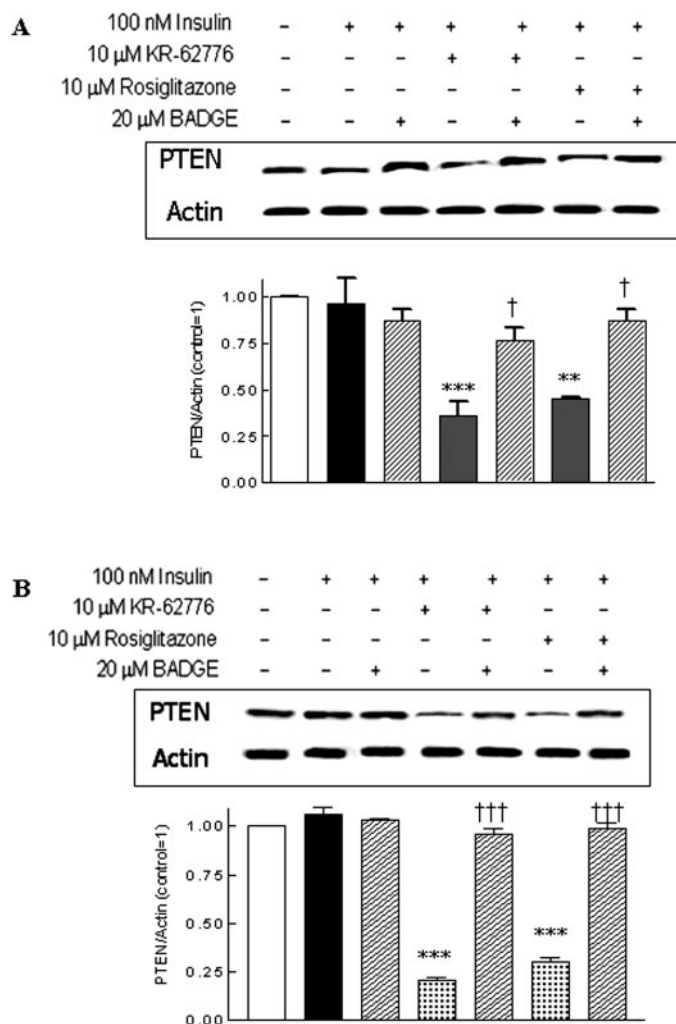 A
100 nM Insulin - + + + + + +
10 µM KR-62776 - - - + + - -
10 µM Rosiglitazone - - - - - + +
20 µM BADGE - - + - + - +
PTEN
Actin
PTEN/Actin (control=1)
1.00
0.75
0.50
0.25
0.00
*** † ** †
B
100 nM Insulin - + + + + + +
10 µM KR-62776 - - - + + - -
10 µM Rosiglitazone - - - - - + +
20 µM BADGE - - + - + - +
PTEN
Actin
PTEN/Actin (control=1)
1.00
0.75
0.50
0.25
0.00
*** ††† *** †††